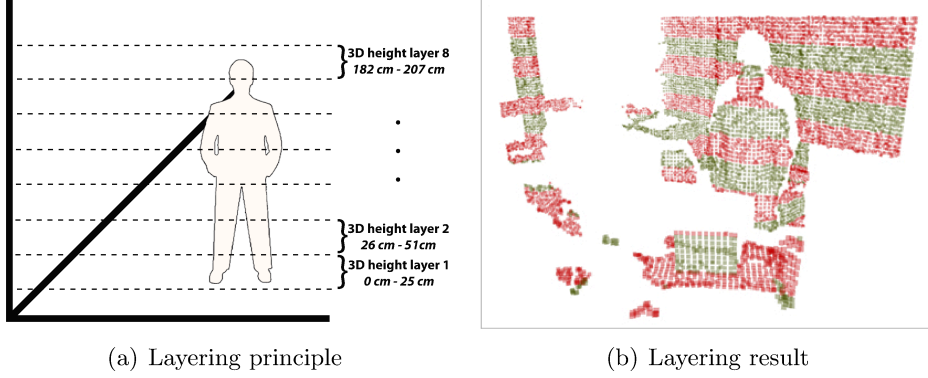 3D height layer 8
182 cm - 207 cm
3D height layer 2
26 cm - 51cm
3D height layer 1
0 cm - 25 cm
(a) Layering principle
(b) Layering result